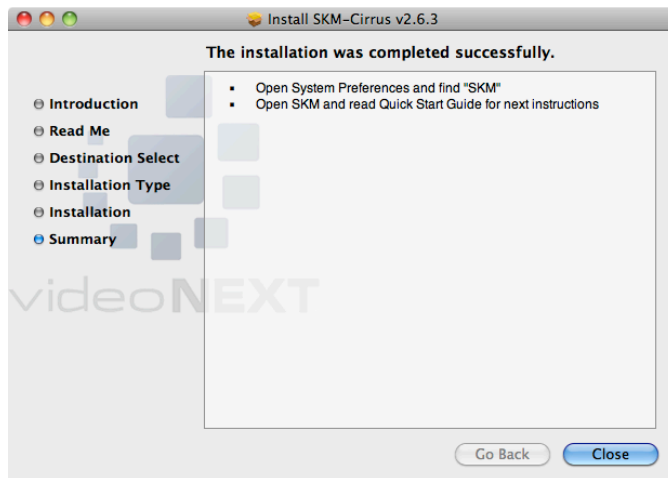 Install SKM-Cirrus v2.6.3
The installation was completed successfully.
Introduction
Read Me
Destination Select
Installation Type
Installation
Summary
▪ Open System Preferences and find "SKM"
▪ Open SKM and read Quick Start Guide for next instructions
videoNEXT
Go Back
Close